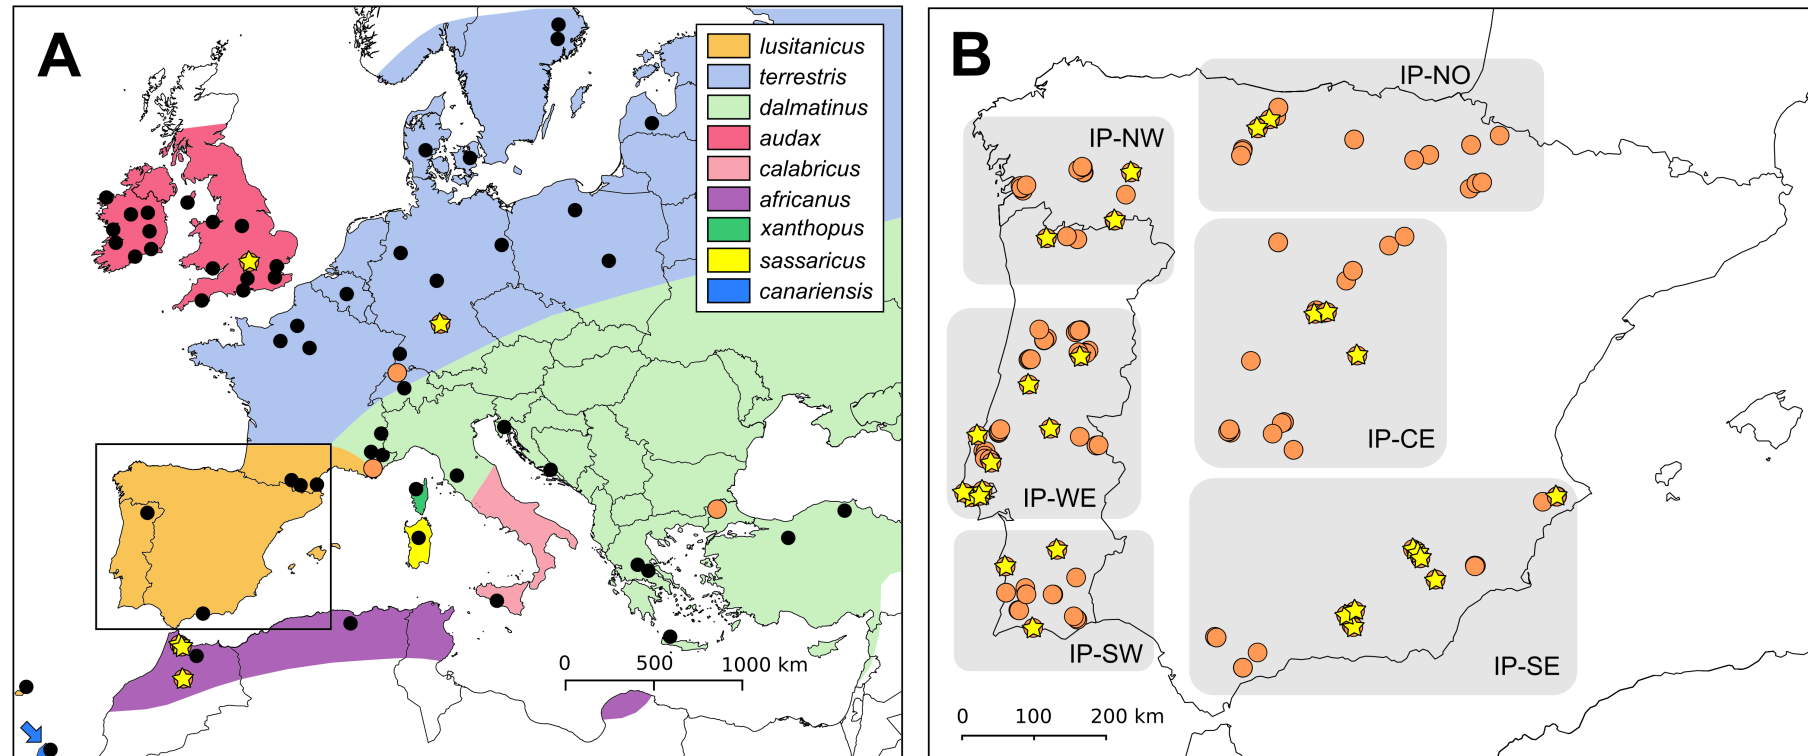 A
lusitanicus
terrestris
dalmatinus
audax
calabricus
africanus
xanthopus
sassaricus
canariensis
0 500 1000 km
B
IP-NO
IP-NW
IP-CE
IP-WE
IP-SW
IP-SE
0 100 200 km